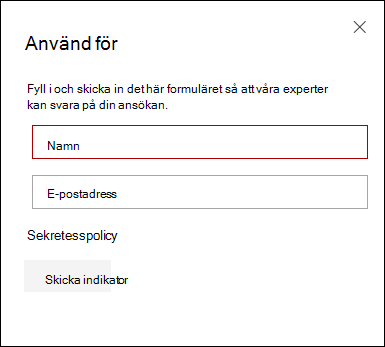 Använd för
Fyll i och skicka in det här formuläret så att våra experter
kan svara på din ansökan.
Namn
E-postadress
Sekretesspolicy
Skicka indikator